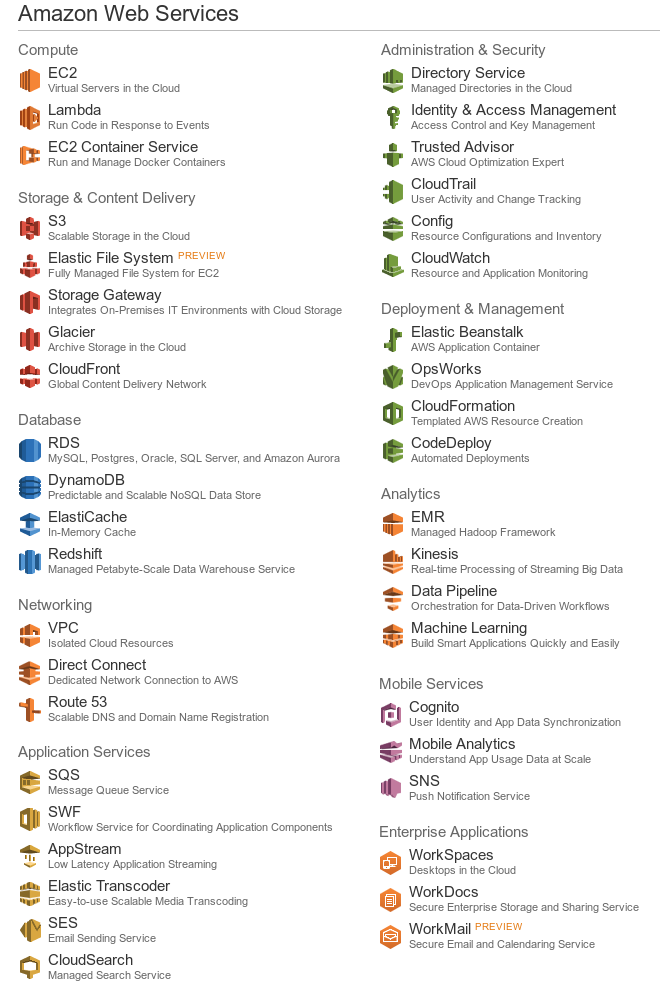 Amazon Web Services
Compute
EC2
Virtual Servers in the Cloud
Lambda
Run Code in Response to Events
EC2 Container Service
Run and Manage Docker Containers
Storage & Content Delivery
S3
Scalable Storage in the Cloud
Elastic File System PREVIEW
Fully Managed File System for EC2
Storage Gateway
Integrates On-Premises IT Environments with Cloud Storage
Glacier
Archive Storage in the Cloud
CloudFront
Global Content Delivery Network
Database
RDS
MySQL, Postgres, Oracle, SQL Server, and Amazon Aurora
DynamoDB
Predictable and Scalable NoSQL Data Store
ElastiCache
In-Memory Cache
Redshift
Managed Petabyte-Scale Data Warehouse Service
Networking
VPC
Isolated Cloud Resources
Direct Connect
Dedicated Network Connection to AWS
Route 53
Scalable DNS and Domain Name Registration
Application Services
SQS
Message Queue Service
SWF
Workflow Service for Coordinating Application Components
AppStream
Low Latency Application Streaming
Elastic Transcoder
Easy-to-use Scalable Media Transcoding
SES
Email Sending Service
CloudSearch
Managed Search Service
Administration & Security
Directory Service
Managed Directories in the Cloud
Identity & Access Management
Access Control and Key Management
Trusted Advisor
AWS Cloud Optimization Expert
CloudTrail
User Activity and Change Tracking
Config
Resource Configurations and Inventory
CloudWatch
Resource and Application Monitoring
Deployment & Management
Elastic Beanstalk
AWS Application Container
OpsWorks
DevOps Application Management Service
CloudFormation
Templated AWS Resource Creation
CodeDeploy
Automated Deployments
Analytics
EMR
Managed Hadoop Framework
Kinesis
Real-time Processing of Streaming Big Data
Data Pipeline
Orchestration for Data-Driven Workflows
Machine Learning
Build Smart Applications Quickly and Easily
Mobile Services
Cognito
User Identity and App Data Synchronization
Mobile Analytics
Understand App Usage Data at Scale
SNS
Push Notification Service
Enterprise Applications
WorkSpaces
Desktops in the Cloud
WorkDocs
Secure Enterprise Storage and Sharing Service
WorkMail PREVIEW
Secure Email and Calendaring Service